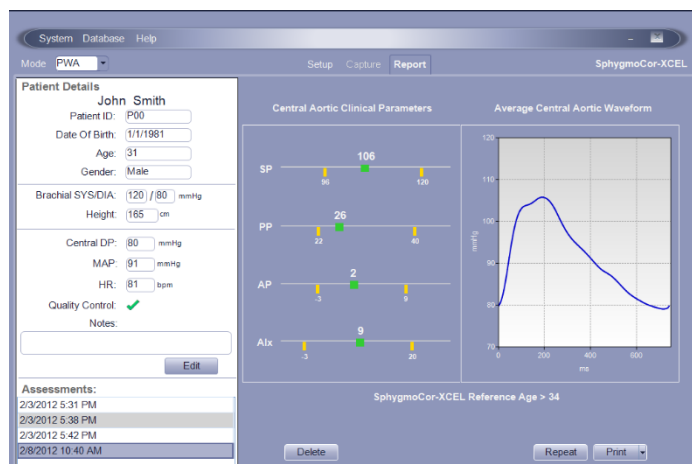 System Database Help
Mode PWA Setup Capture Report SphygmoCor-XCEL
Patient Details
John Smith
Patient ID: P00
Date Of Birth: 1/1/1981
Age: 31
Gender: Male
Brachial SYS/DIA: 120 / 80 mmHg
Height: 165 cm
Central DP: 80 mmHg
MAP: 91 mmHg
HR: 81 bpm
Quality Control:
Notes:
Edit
Assessments:
2/3/2012 5:31 PM
2/3/2012 5:38 PM
2/3/2012 5:42 PM
2/8/2012 10:40 AM
Central Aortic Clinical Parameters
106
SP
96 120
26
PP
22 40
2
AP
-3 9
9
AIx
-3 20
Average Central Aortic Waveform
120
110
100
mmHg
90
80
70
0 200 400 600
ms
SphygmoCor-XCEL Reference Age > 34
Delete Repeat Print